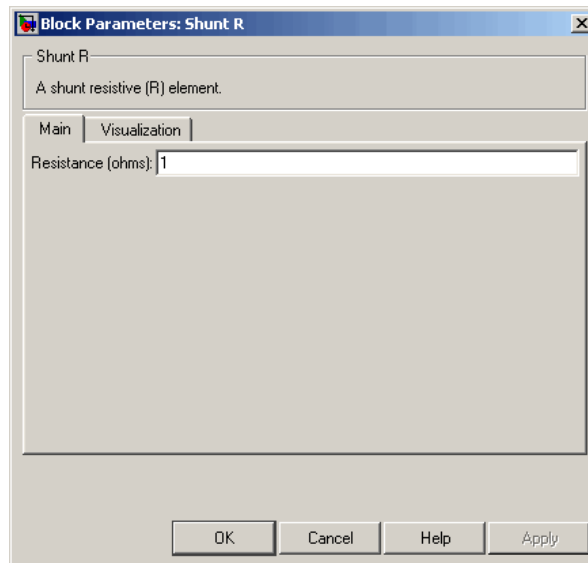 Block Parameters: Shunt R
Shunt R
A shunt resistive (R) element.
Main Visualization
Resistance (ohms): 1
OK Cancel Help Apply